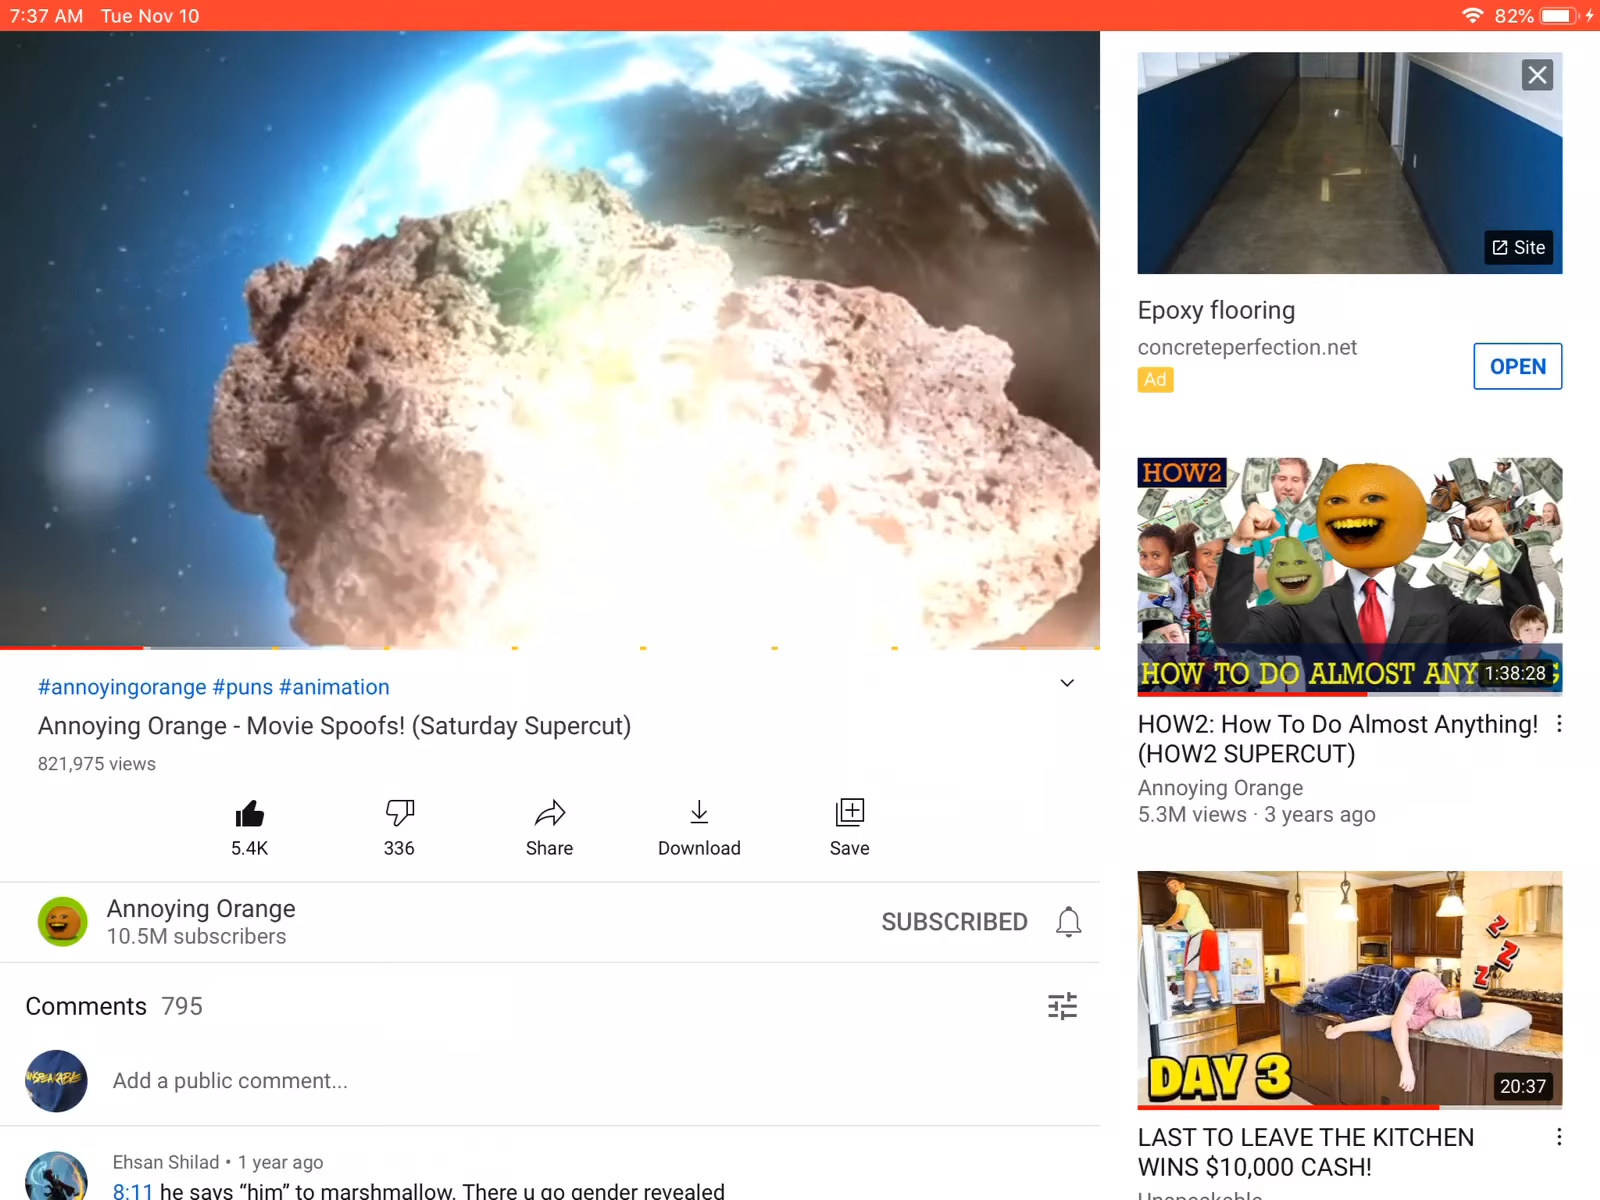 7:37 AM Tue Nov 10
82%
Site
Epoxy flooring
concreteperfection.net
Ad
OPEN
HOW2
HOW TO DO ALMOST ANY
1:38:28
HOW2: How To Do Almost Anything!
(HOW2 SUPERCUT)
Annoying Orange
5.3M views · 3 years ago
DAY 3
z z z
20:37
LAST TO LEAVE THE KITCHEN
WINS $10,000 CASH!
#annoyingorange #puns #animation
Annoying Orange - Movie Spoofs! (Saturday Supercut)
821,975 views
5.4K
336
Share
Download
Save
Annoying Orange
10.5M subscribers
SUBSCRIBED
Comments 795
Add a public comment...
Ehsan Shilad • 1 year ago
8:11 he says “him” to marshmallow. There u go gender revealed